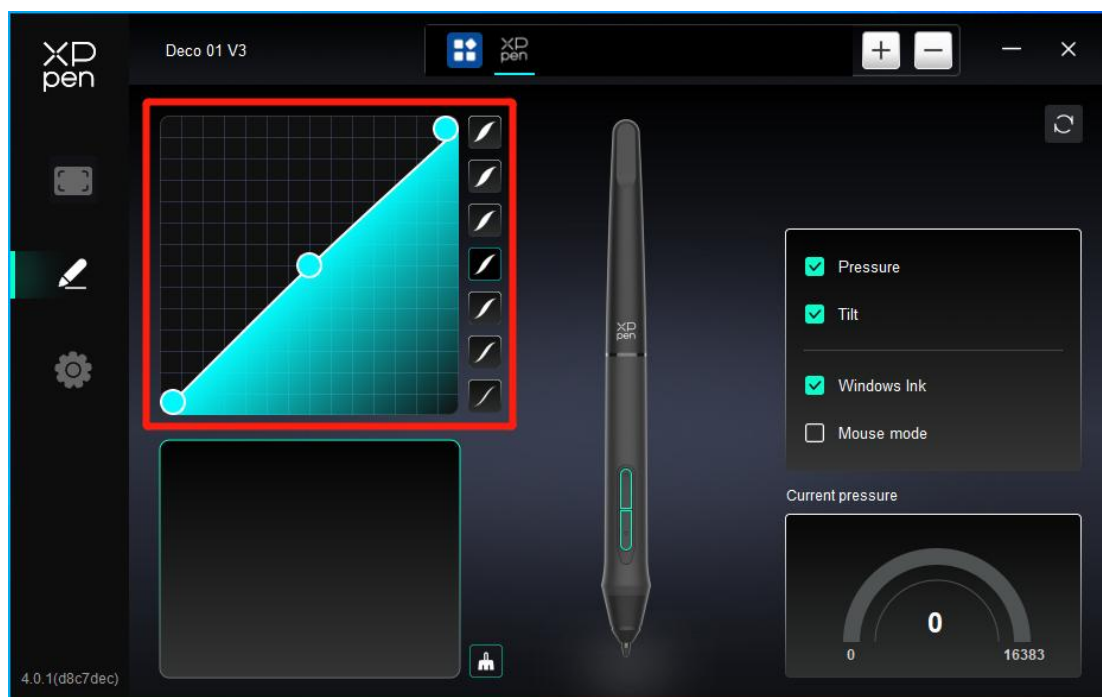 XP
pen
Deco 01 V3
XP
pen
Pressure
Tilt
XP
pen
Windows Ink
Mouse mode
Current pressure
0
0
16383
4.0.1(d8c7dec)